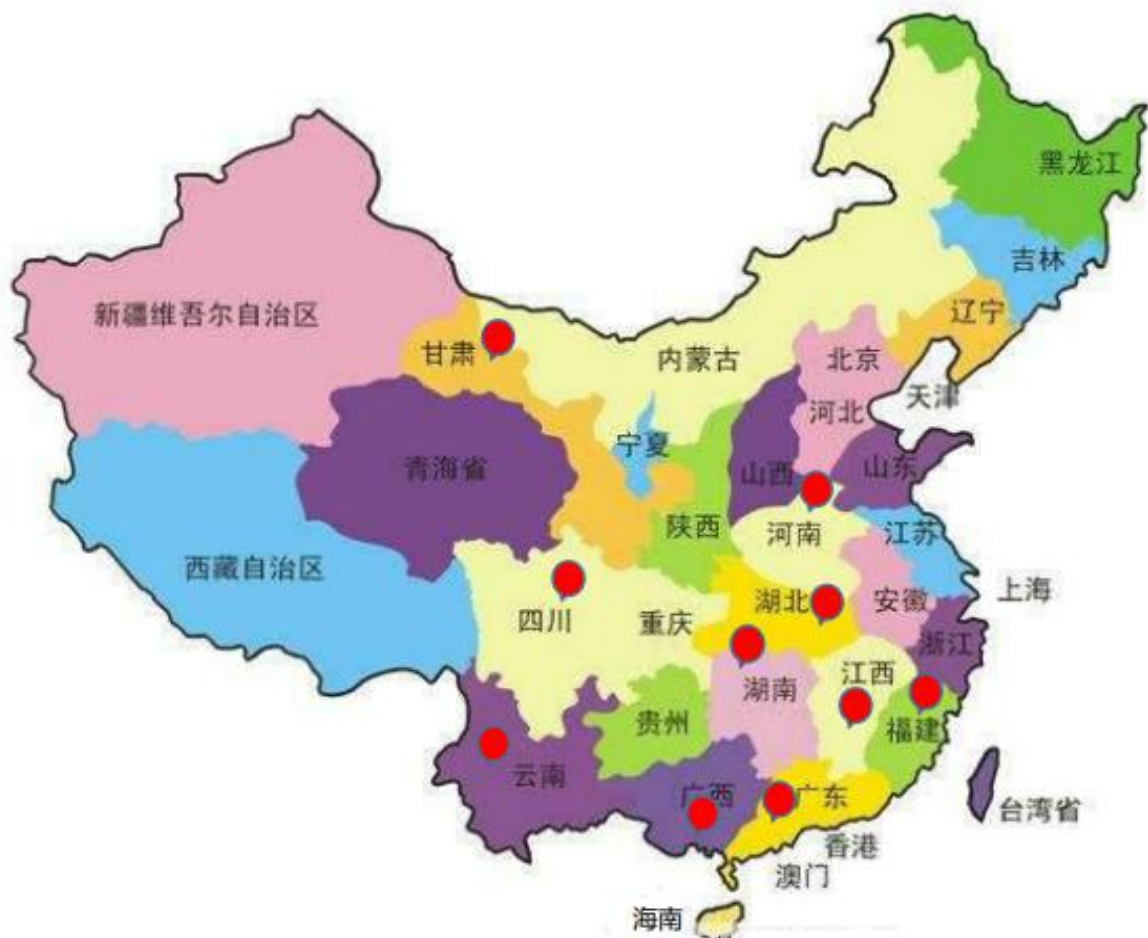 黑龙江
吉林
辽宁
新疆维吾尔自治区
甘肃
内蒙古
北京
天津
河北
宁夏
青海省
山西
山东
陕西
河南
江苏
西藏自治区
上海
四川
重庆
湖北
安徽
浙江
湖南
江西
贵州
福建
云南
广西
广东
台湾省
香港
澳门
海南